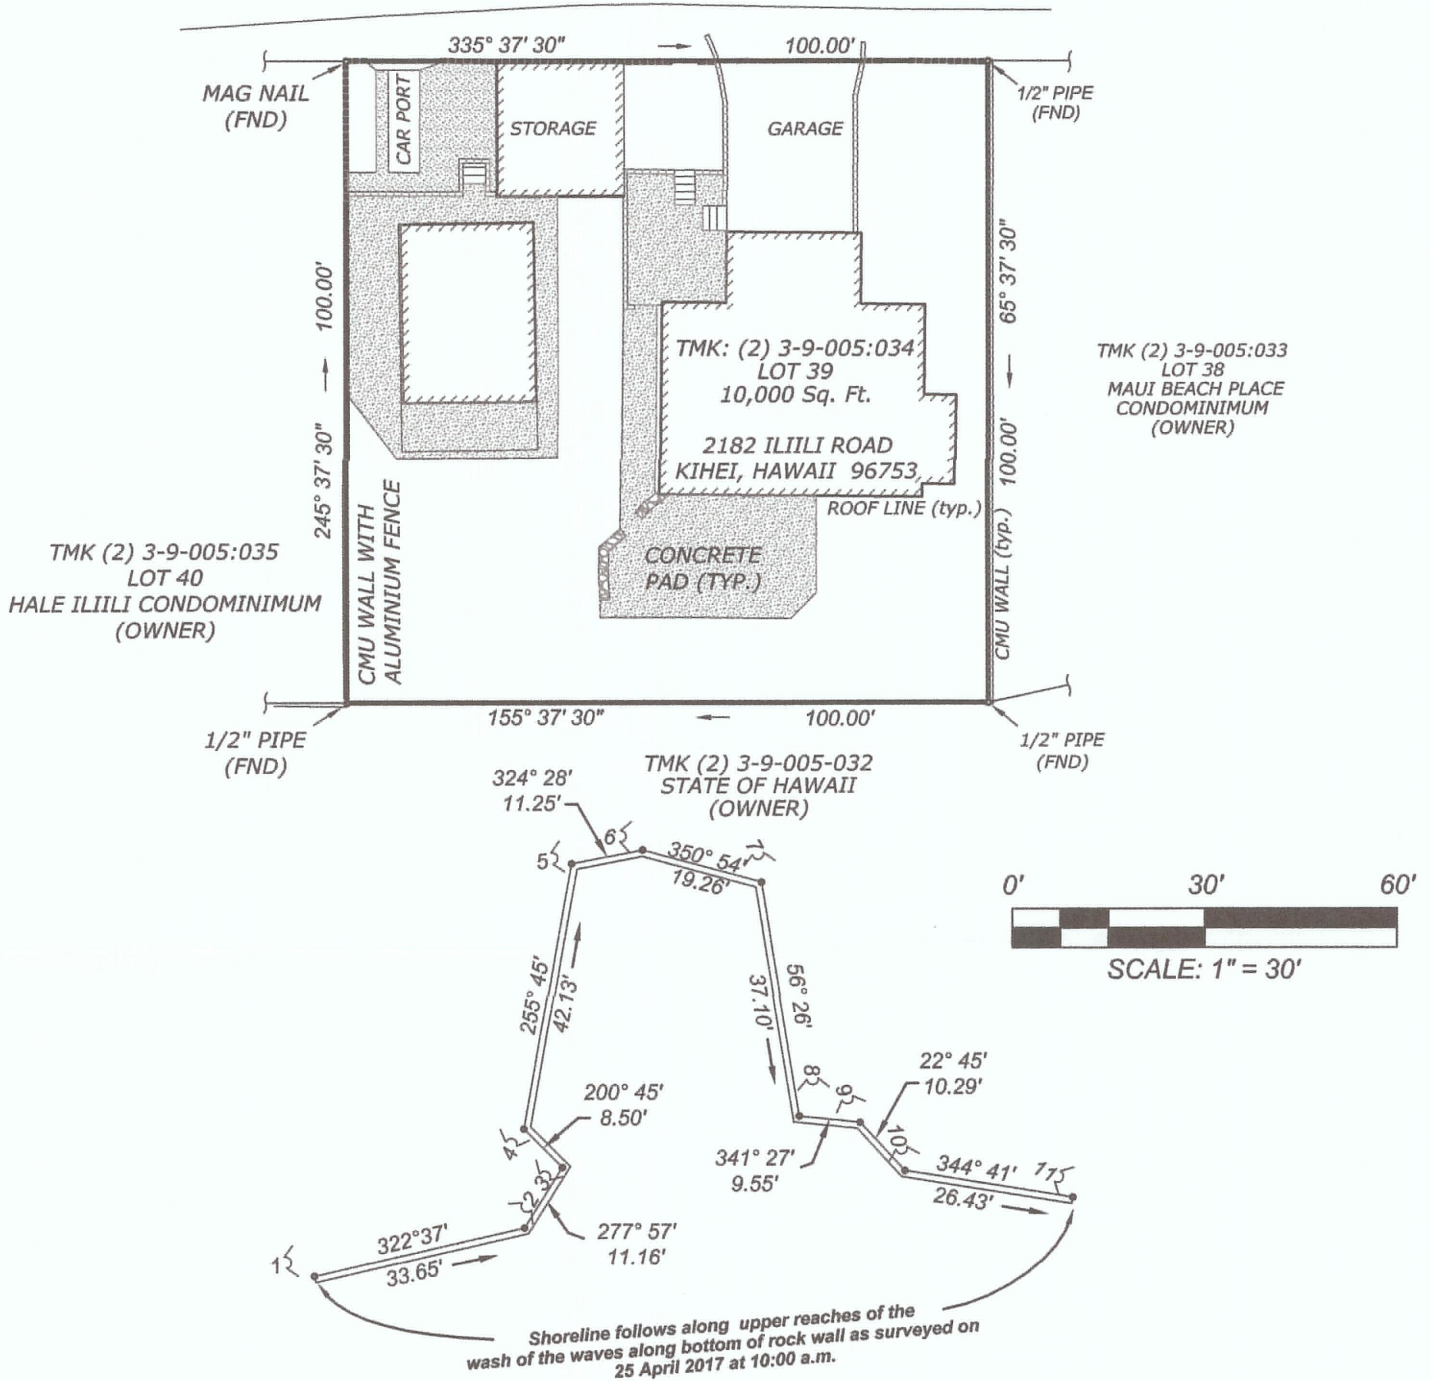 335° 37' 30"
100.00'
MAG NAIL
(FND)
1/2" PIPE
(FND)
CAR PORT
STORAGE
GARAGE
100.00'
245° 37' 30"
65° 37' 30"
100.00'
TMK: (2) 3-9-005:034
LOT 39
10,000 Sq. Ft.
2182 ILIILI ROAD
KIHEI, HAWAII 96753
TMK (2) 3-9-005:033
LOT 38
MAUI BEACH PLACE
CONDOMINIMUM
(OWNER)
ROOF LINE (typ.)
CONCRETE
PAD (TYP.)
CMU WALL (typ.)
CMU WALL WITH
ALUMINIUM FENCE
TMK (2) 3-9-005:035
LOT 40
HALE ILIILI CONDOMINIMUM
(OWNER)
155° 37' 30"
100.00'
1/2" PIPE
(FND)
1/2" PIPE
(FND)
TMK (2) 3-9-005-032
STATE OF HAWAII
(OWNER)
324° 28'
11.25'
5
6
350° 54'
19.26'
7
0'
30'
60'
SCALE: 1" = 30'
255° 45'
42.13'
56° 26'
37.10'
200° 45'
8.50'
4
3
2
8
9
22° 45'
10.29'
10
341° 27'
9.55'
344° 41'
26.43'
11
277° 57'
11.16'
322°37'
33.65'
1
Shoreline follows along upper reaches of the
wash of the waves along bottom of rock wall as surveyed on
25 April 2017 at 10:00 a.m.